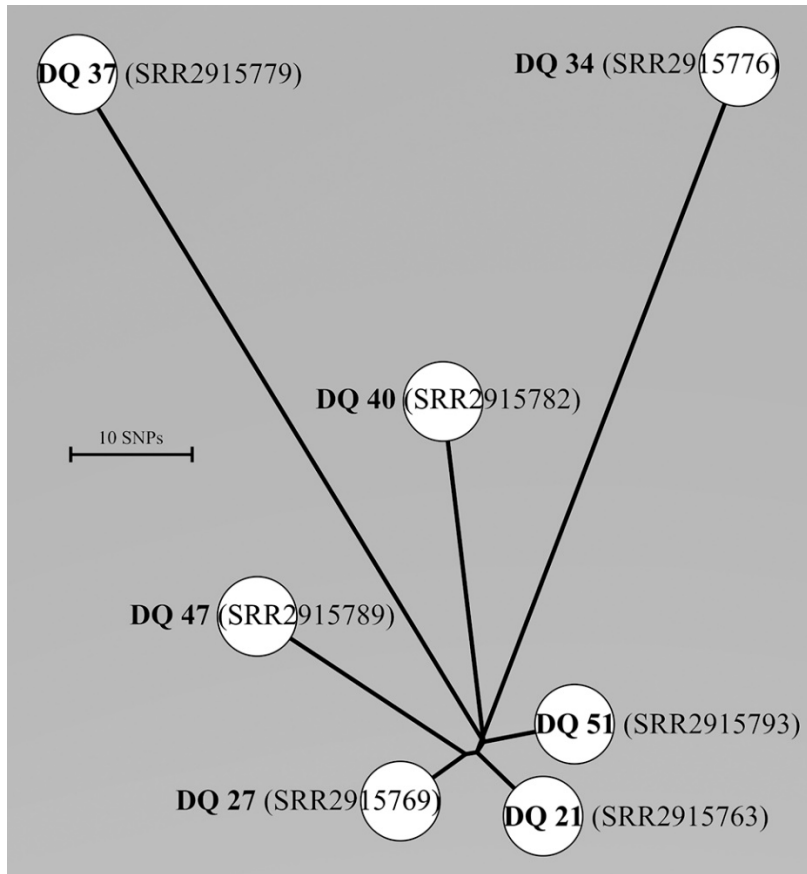 DQ 37 (SRR2915779)
DQ 34 (SRR2915776)
DQ 40 (SRR2915782)
10 SNPs
DQ 47 (SRR2915789)
DQ 51 (SRR2915793)
DQ 27 (SRR2915769)
DQ 21 (SRR2915763)